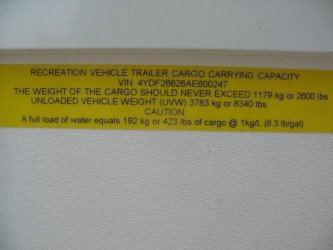 RECREATION VEHICLE TRAILER CARGO CARRYING CAPACITY
VIN: 4YDF26626AE600247
THE WEIGHT OF THE CARGO SHOULD NEVER EXCEED 1179 kg or 2600 lbs
UNLOADED VEHICLE WEIGHT (UVW) 3783 kg or 8340 lbs
CAUTION:
A full load of water equals 192 kg or 423 lbs of cargo @ 1kg/L (8.3 lb/gal)